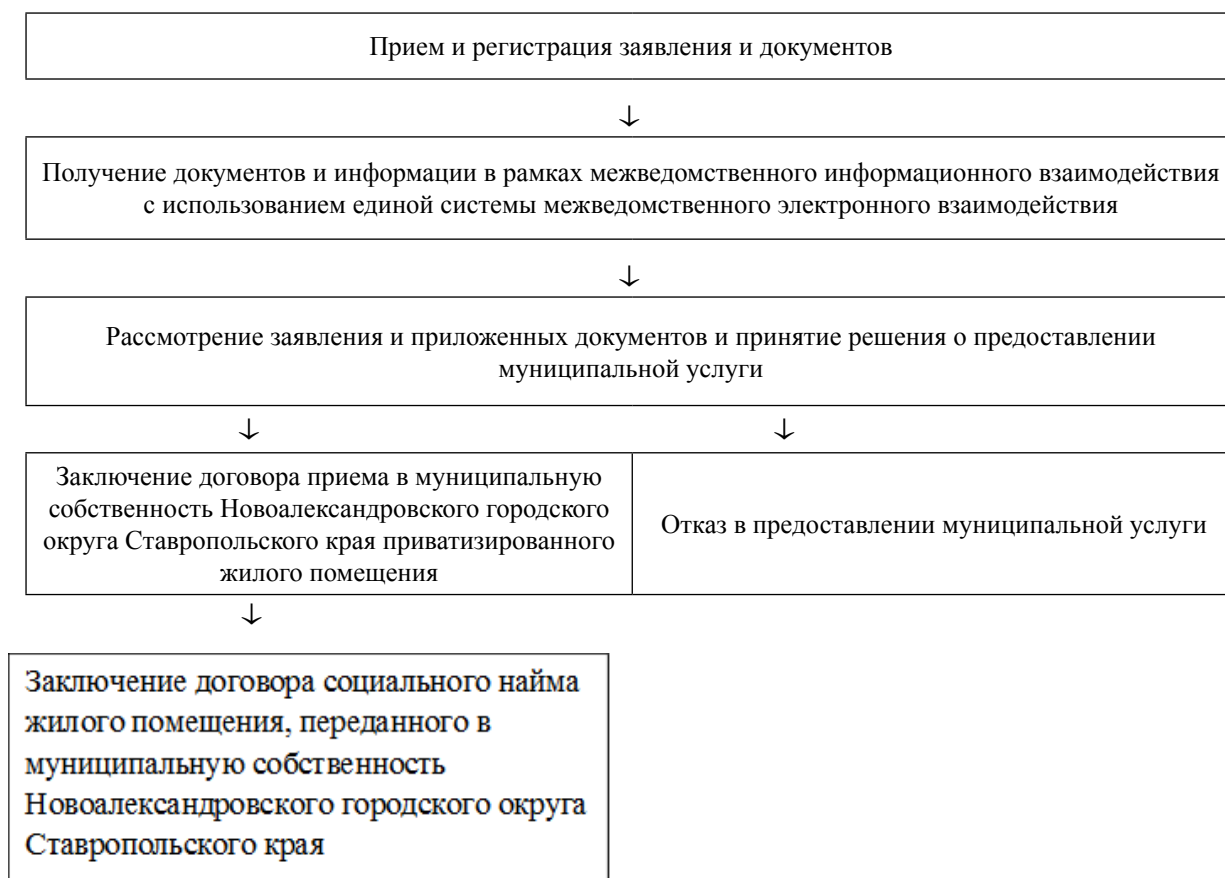 Прием и регистрация заявления и документов
↓
Получение документов и информации в рамках межведомственного информационного взаимодействия
с использованием единой системы межведомственного электронного взаимодействия
↓
Рассмотрение заявления и приложенных документов и принятие решения о предоставлении
муниципальной услуги
↓ ↓
Заключение договора приема в муниципальную
собственность Новоалександровского городского
округа Ставропольского края приватизированного
жилого помещения
Отказ в предоставлении муниципальной услуги
↓
Заключение договора социального найма
жилого помещения, переданного в
муниципальную собственность
Новоалександровского городского округа
Ставропольского края